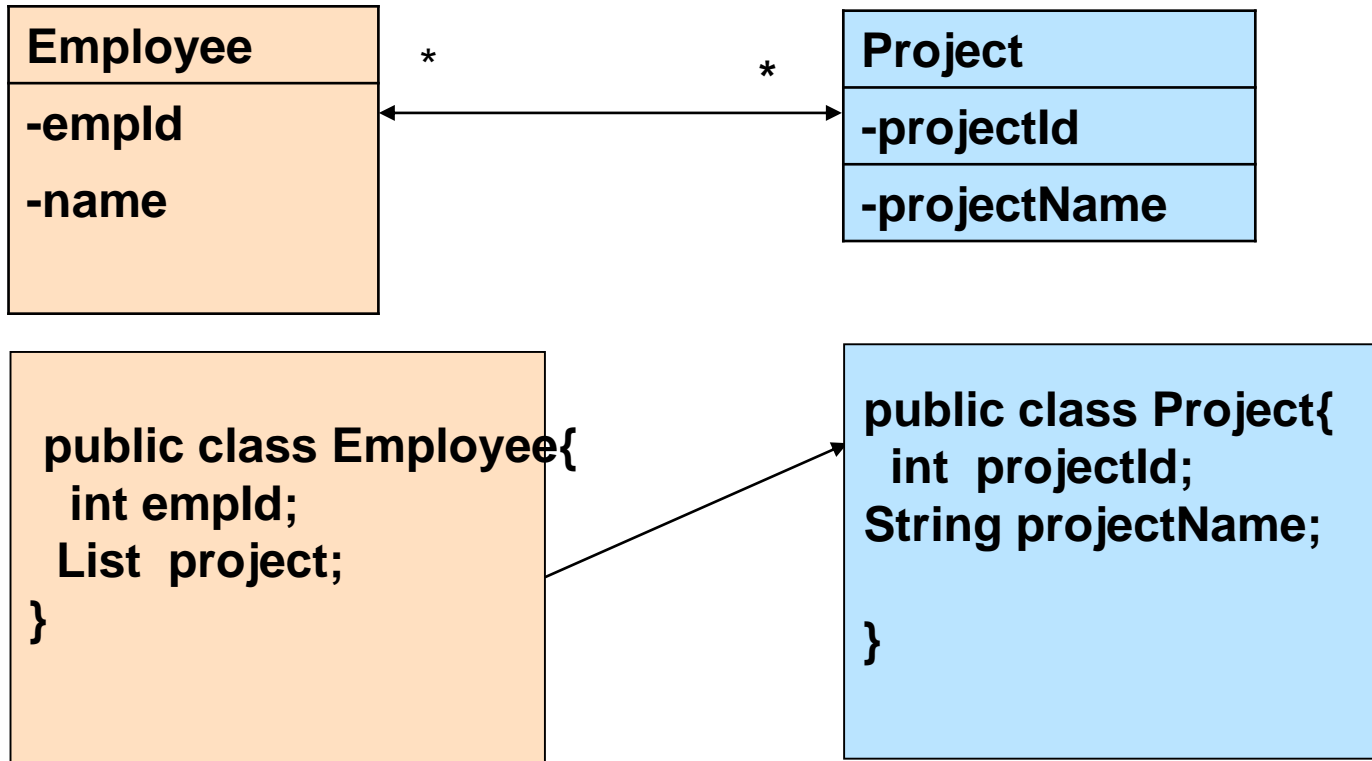 Employee
-empId
-name
*
*
Project
-projectId
-projectName
public class Employee{
int empId;
List project;
}
public class Project{
int projectId;
String projectName;
}